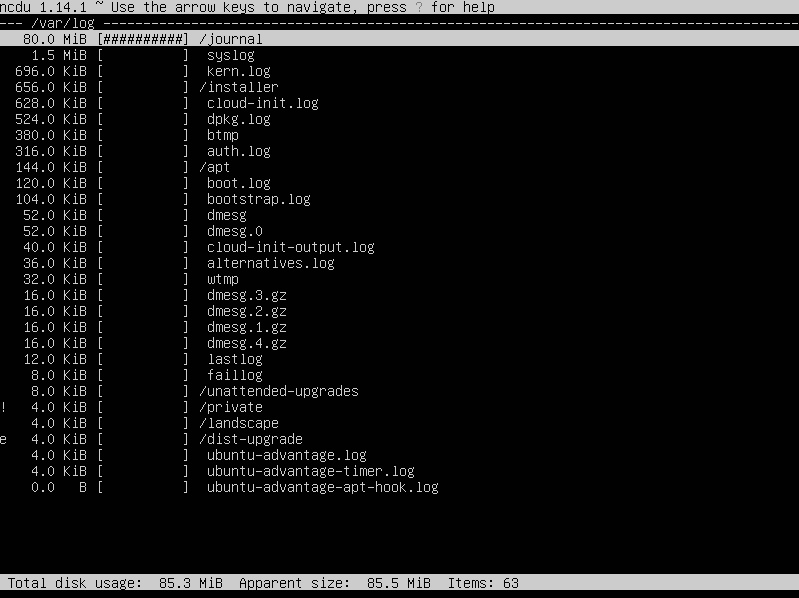 ncdu 1.14.1 ~ Use the arrow keys to navigate, press ? for help
--- /var/log ---------------------------------------------------------------------------------------
   80.0 MiB [##########] /journal
    1.5 MiB [          ]  syslog
  696.0 KiB [          ]  kern.log
  656.0 KiB [          ] /installer
  628.0 KiB [          ]  cloud-init.log
  524.0 KiB [          ]  dpkg.log
  380.0 KiB [          ]  btmp
  316.0 KiB [          ]  auth.log
  144.0 KiB [          ] /apt
  120.0 KiB [          ]  boot.log
  104.0 KiB [          ]  bootstrap.log
   52.0 KiB [          ]  dmesg
   52.0 KiB [          ]  dmesg.0
   40.0 KiB [          ]  cloud-init-output.log
   36.0 KiB [          ]  alternatives.log
   32.0 KiB [          ]  wtmp
   16.0 KiB [          ]  dmesg.3.gz
   16.0 KiB [          ]  dmesg.2.gz
   16.0 KiB [          ]  dmesg.1.gz
   16.0 KiB [          ]  dmesg.4.gz
   12.0 KiB [          ]  lastlog
    8.0 KiB [          ]  faillog
    8.0 KiB [          ] /unattended-upgrades
!   4.0 KiB [          ] /private
    4.0 KiB [          ] /landscape
e   4.0 KiB [          ] /dist-upgrade
    4.0 KiB [          ]  ubuntu-advantage.log
    4.0 KiB [          ]  ubuntu-advantage-timer.log
    0.0   B [          ]  ubuntu-advantage-apt-hook.log
 Total disk usage:  85.3 MiB  Apparent size:  85.5 MiB  Items: 63